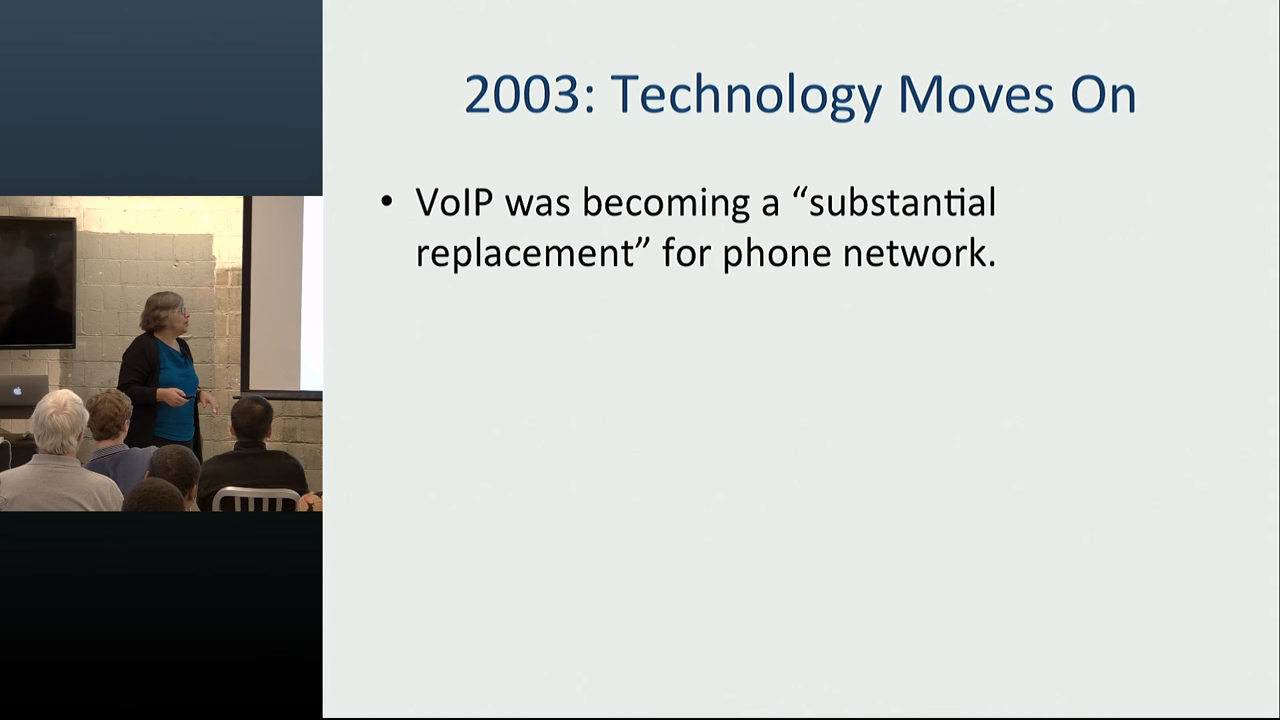 2003: Technology Moves On
• VoIP was becoming a “substantial
replacement” for phone network.